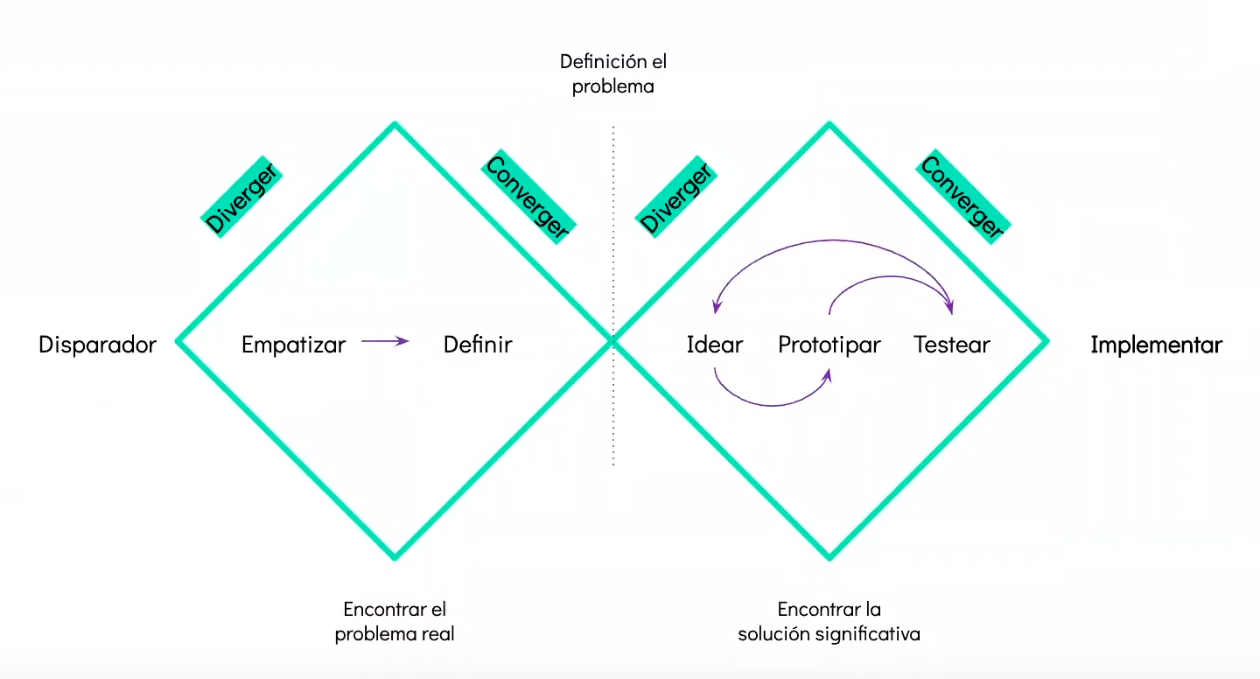 Definición el
problema
Diverger
Converger
Diverger
Converger
Disparador
Empatizar
Definir
Idear
Prototipar
Testear
Implementar
Encontrar el
problema real
Encontrar la
solución significativa